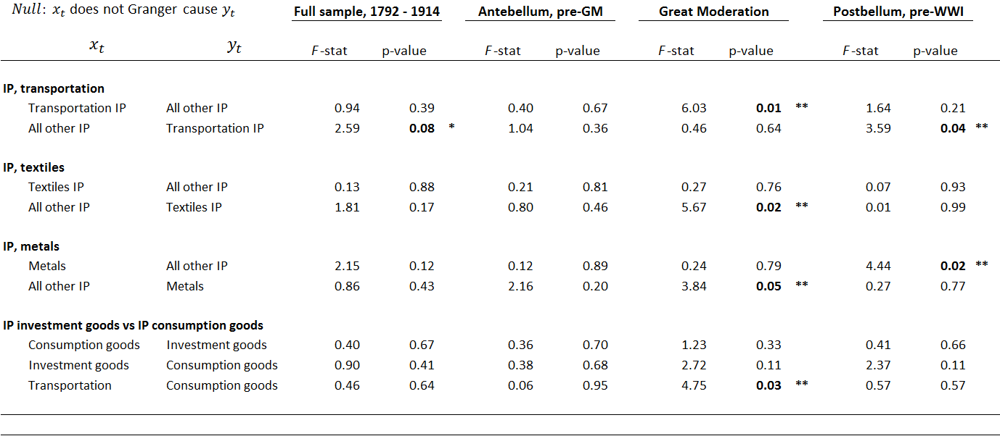 Null: xₜ does not Granger cause yₜ Full sample, 1792 - 1914 Antebellum, pre-GM Great Moderation Postbellum, pre-WWI
xₜ yₜ F-stat p-value F-stat p-value F-stat p-value F-stat p-value
IP, transportation
Transportation IP All other IP 0.94 0.39 0.40 0.67 6.03 0.01 ** 1.64 0.21
All other IP Transportation IP 2.59 0.08 * 1.04 0.36 0.46 0.64 3.59 0.04 **
IP, textiles
Textiles IP All other IP 0.13 0.88 0.21 0.81 0.27 0.76 0.07 0.93
All other IP Textiles IP 1.81 0.17 0.80 0.46 5.67 0.02 ** 0.01 0.99
IP, metals
Metals All other IP 2.15 0.12 0.12 0.89 0.24 0.79 4.44 0.02 **
All other IP Metals 0.86 0.43 2.16 0.20 3.84 0.05 ** 0.27 0.77
IP investment goods vs IP consumption goods
Consumption goods Investment goods 0.40 0.67 0.36 0.70 1.23 0.33 0.41 0.66
Investment goods Consumption goods 0.90 0.41 0.38 0.68 2.72 0.11 2.37 0.11
Transportation Consumption goods 0.46 0.64 0.06 0.95 4.75 0.03 ** 0.57 0.57